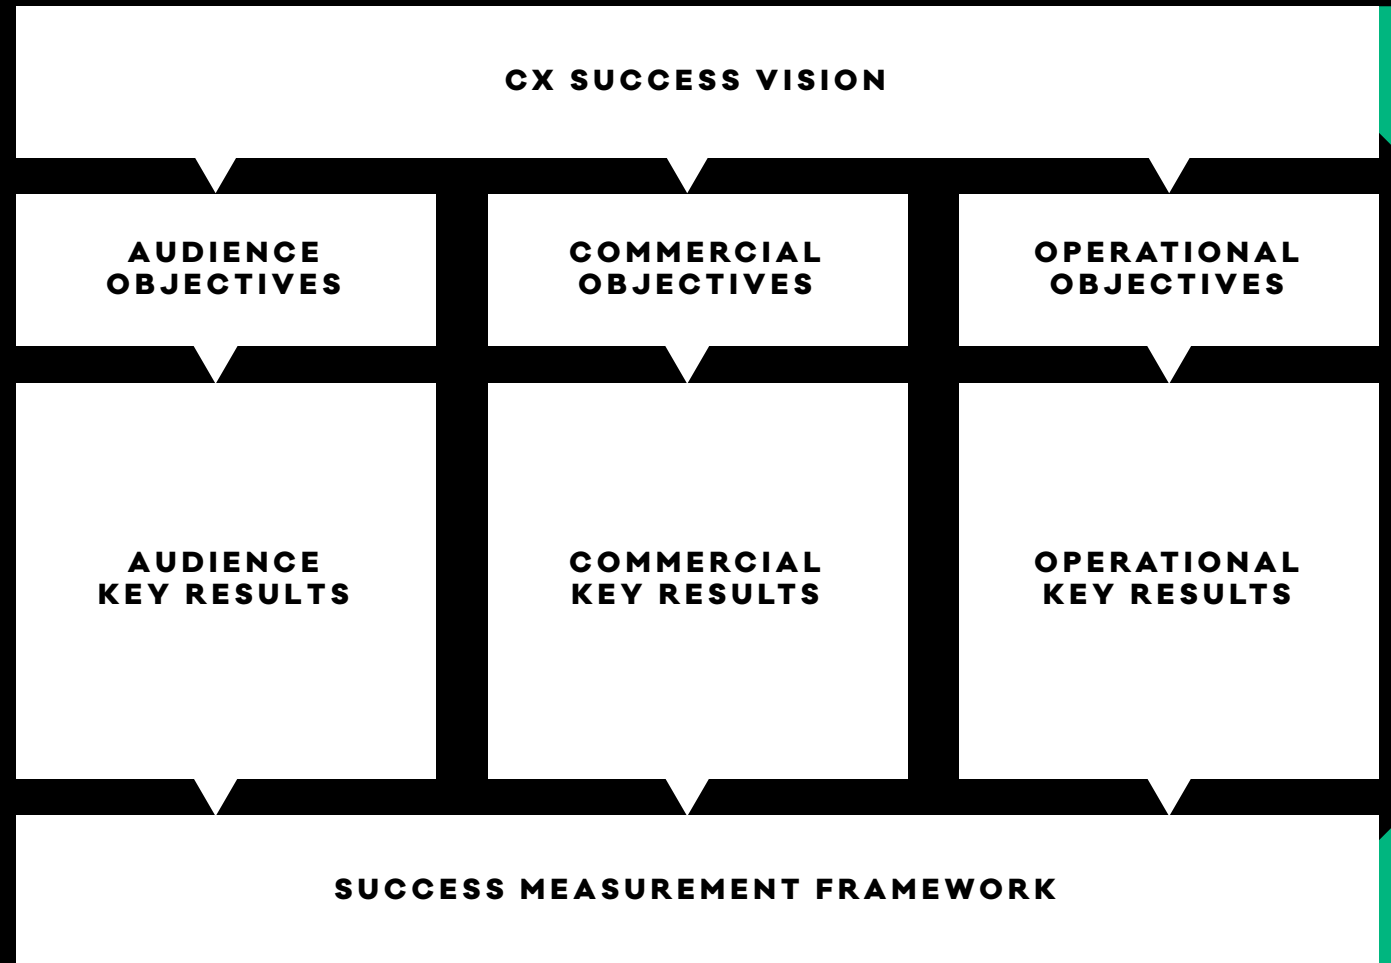 CX SUCCESS VISION
AUDIENCE
OBJECTIVES
COMMERCIAL
OBJECTIVES
OPERATIONAL
OBJECTIVES
AUDIENCE
KEY RESULTS
COMMERCIAL
KEY RESULTS
OPERATIONAL
KEY RESULTS
SUCCESS MEASUREMENT FRAMEWORK